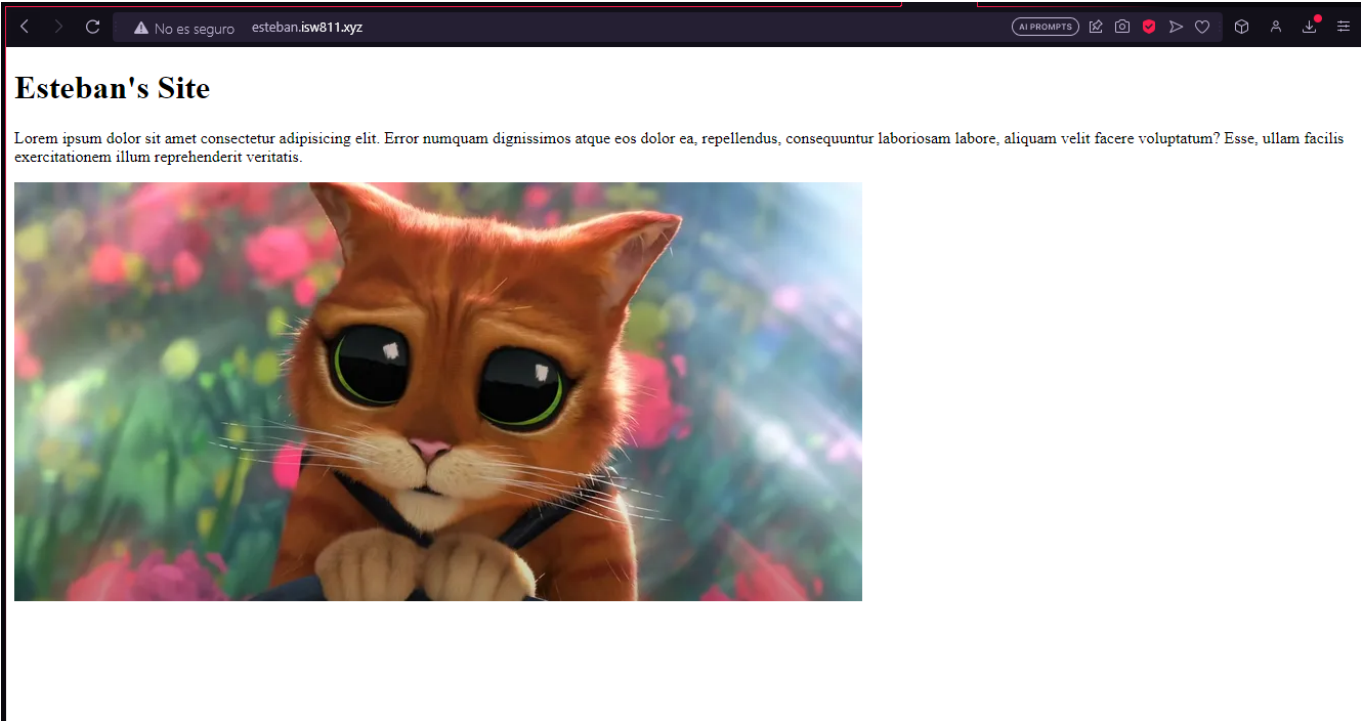 No es seguro esteban.isw811.xyz AI PROMPTS
Esteban's Site
Lorem ipsum dolor sit amet consectetur adipisicing elit. Error numquam dignissimos atque eos dolor ea, repellendus, consequuntur laboriosam labore, aliquam velit facere voluptatum? Esse, ullam facilis
exercitationem illum reprehenderit veritatis.